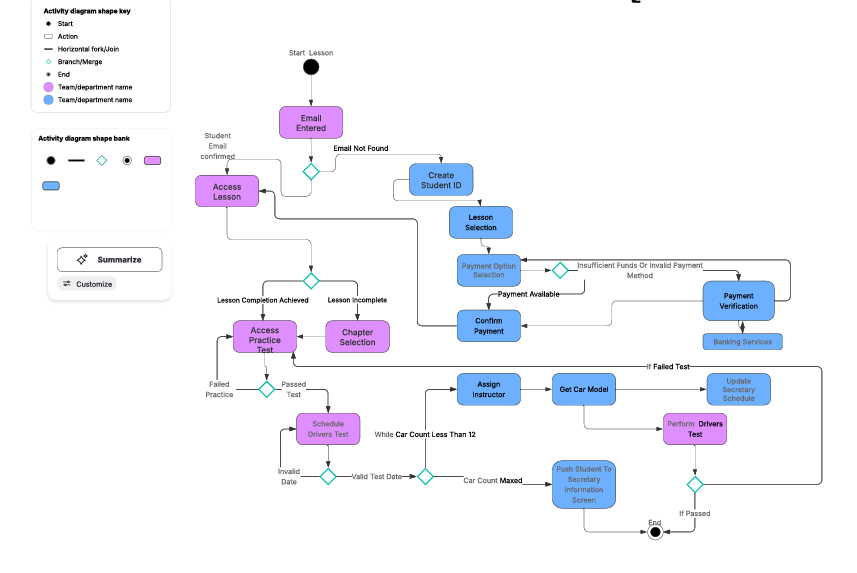 Activity diagram shape key
Start
Action
Horizontal fork/Join
Branch/Merge
End
Team/department name
Team/department name
Activity diagram shape bank
Summarize
Customize
Start Lesson
Email
Entered
Student
Email
confirmed
Email Not Found
Access
Lesson
Create
Student ID
Lesson
Selection
Payment Option
Selection
Insufficient Funds Or Invalid Payment
Method
Payment Available
Payment
Verification
Confirm
Payment
Banking Services
Lesson Completion Achieved
Lesson Incomplete
Access
Practice
Test
Chapter
Selection
If Failed Test
Failed
Practice
Passed
Test
Assign
Instructor
Get Car Model
Update
Secretary
Schedule
Schedule
Drivers Test
While Car Count Less Than 12
Perform Drivers
Test
Invalid
Date
Valid Test Date
Car Count Maxed
Push Student To
Secretary
Information
Screen
If Passed
End